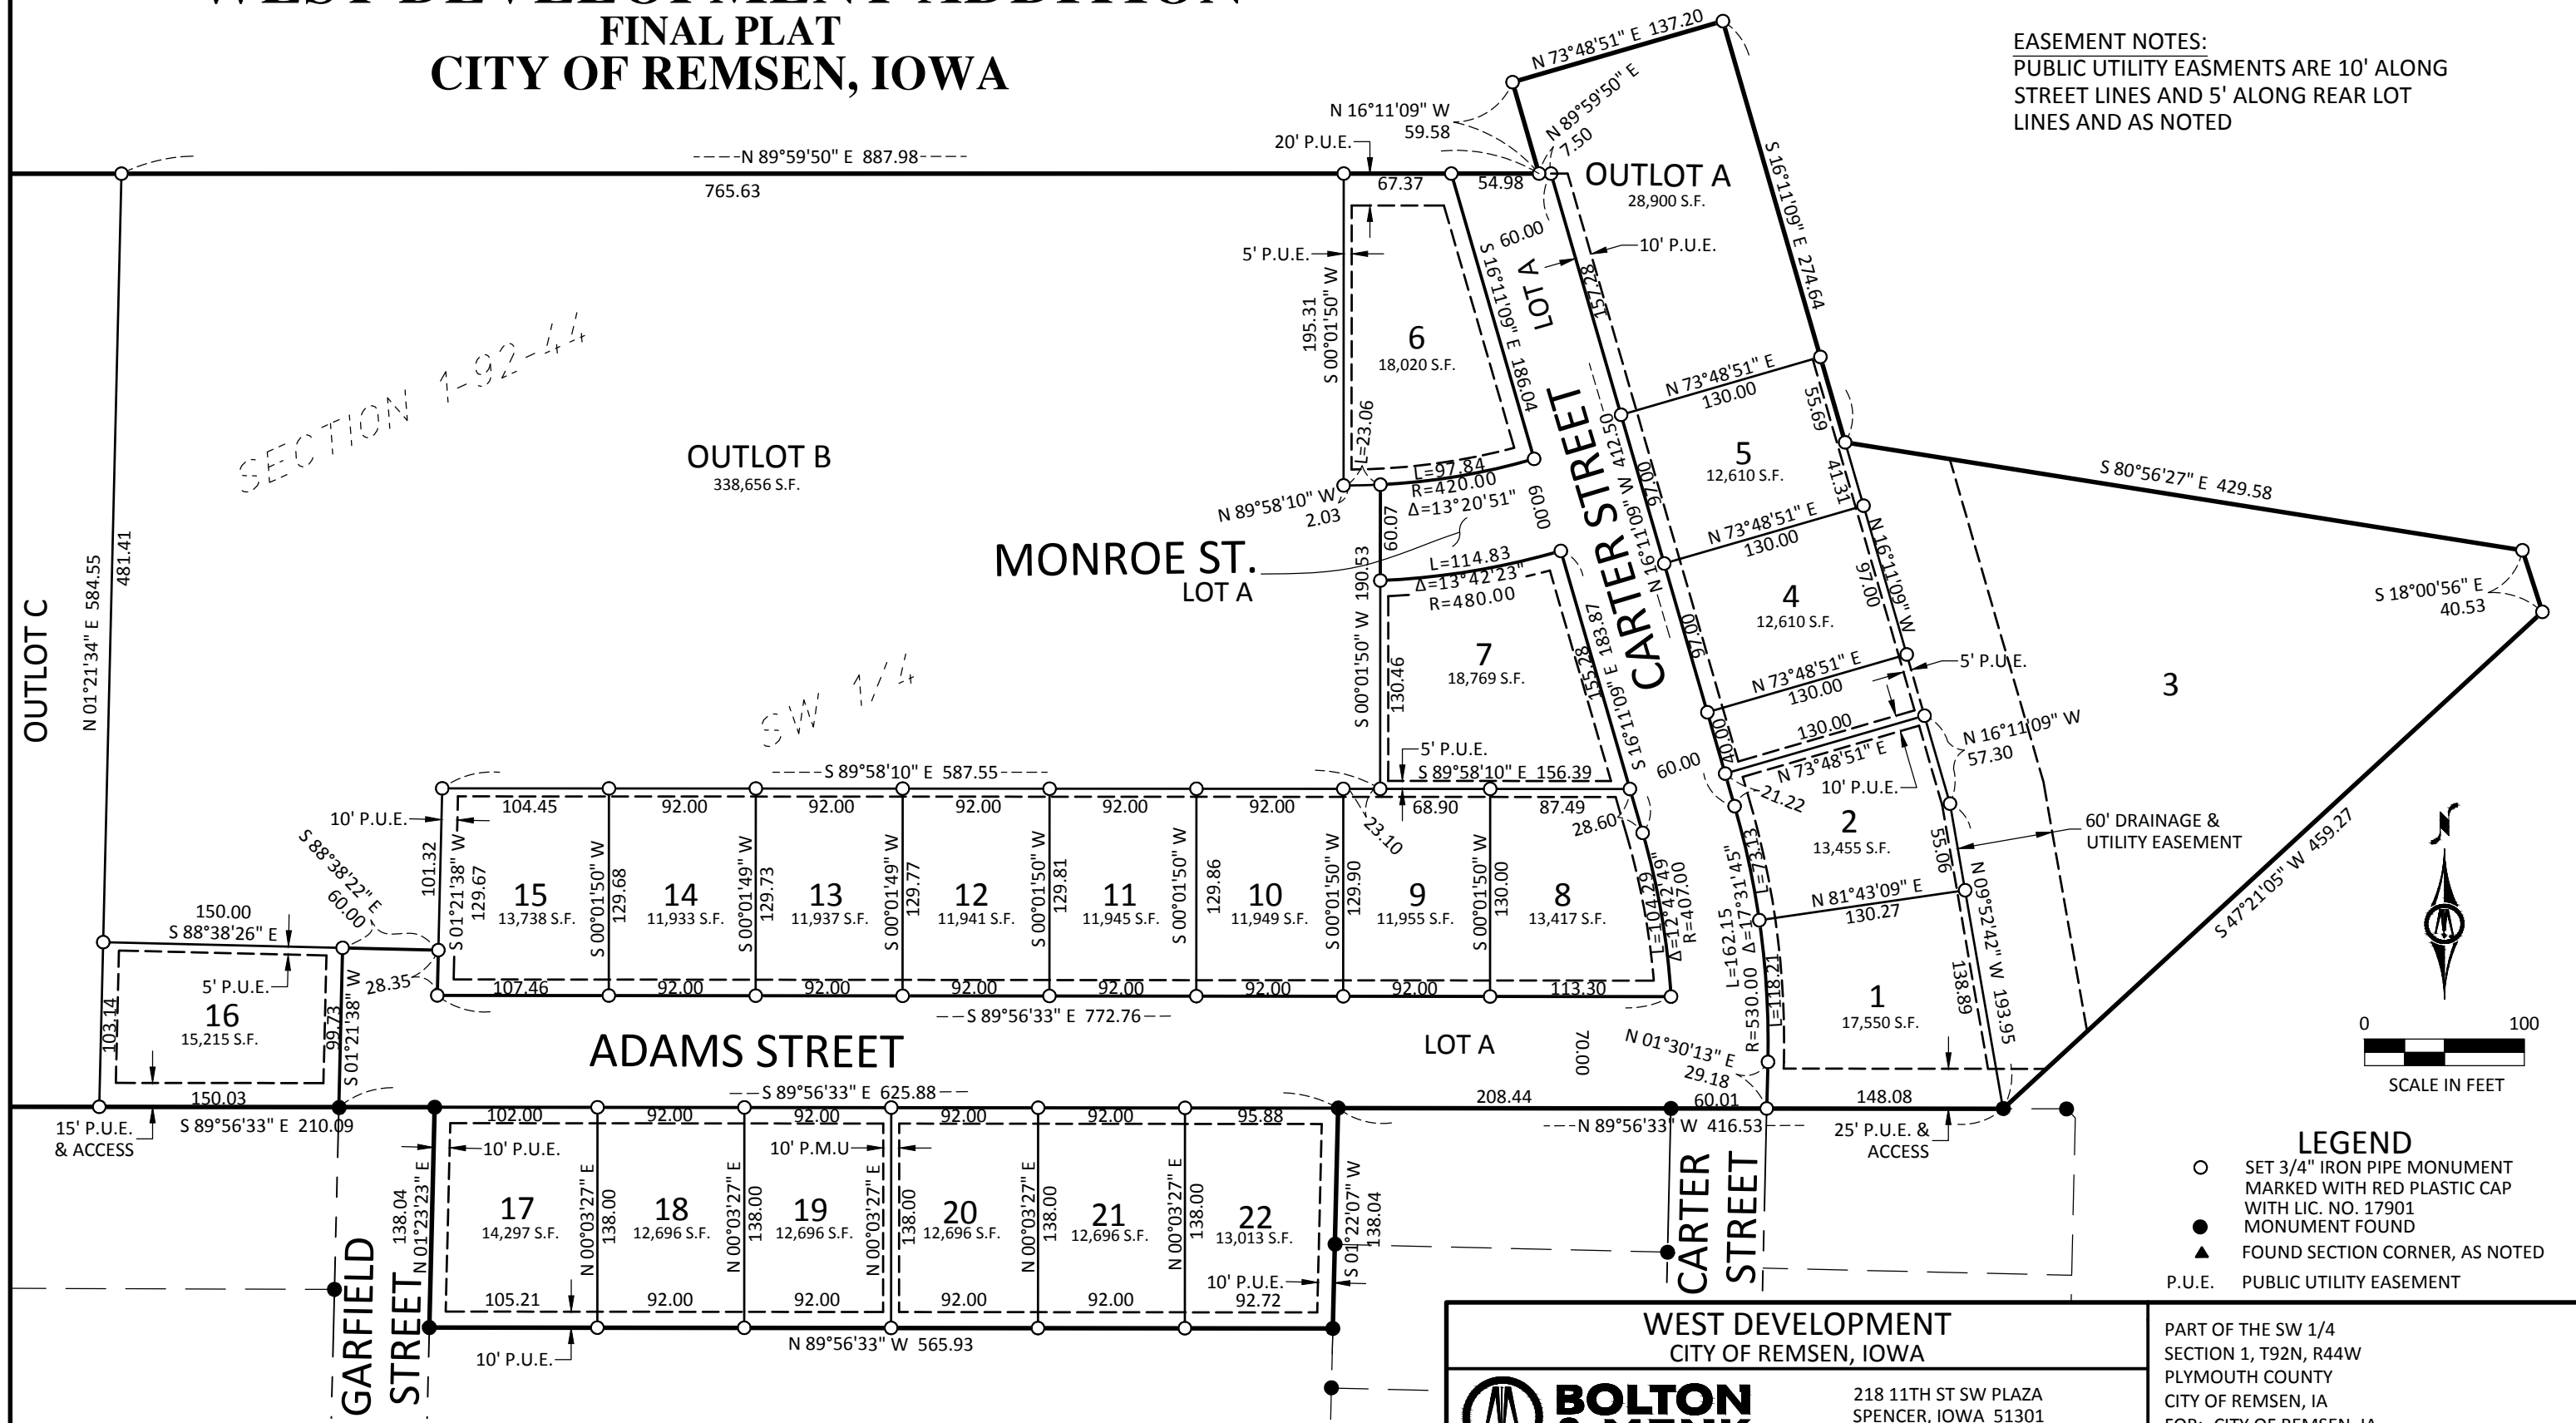 WEST DEVELOPMENT ADDITION
FINAL PLAT
CITY OF REMSEN, IOWA
EASEMENT NOTES:
PUBLIC UTILITY EASMENTS ARE 10' ALONG
STREET LINES AND 5' ALONG REAR LOT
LINES AND AS NOTED
N 73°48'51" E 137.20
N 16°11'09" W
59.58
N 89°59'50" E
7.50
20' P.U.E.
N 89°59'50" E 887.98
765.63
67.37
54.98
OUTLOT A
28,900 S.F.
S 16°11'09" E 274.64
60.00
10' P.U.E.
157.28
LOT A
5' P.U.E.
195.31
S 00°01'50" W
6
18,020 S.F.
S 16°11'09" E 186.04
SECTION 1-92-44
OUTLOT B
338,656 S.F.
L=23.06
L=97.84
R=420.00
Δ=13°20'51"
N 89°58'10" W
2.03
60.00
CARTER STREET
N 16°11'09" W 412.50
N 73°48'51" E
130.00
55.69
5
12,610 S.F.
97.00
41.31
S 80°56'27" E 429.58
N 73°48'51" E
130.00
S 18°00'56" E
40.53
MONROE ST.
LOT A
60.07
S 00°01'50" W 190.53
L=114.83
Δ=13°42'23"
R=480.00
N 16°11'09" W
97.00
4
12,610 S.F.
97.00
OUTLOT C
N 01°21'34" E 584.55
481.41
SW 1/4
130.46
7
18,769 S.F.
155.28
S 16°11'09" E 183.87
N 73°48'51" E
130.00
5' P.U.E.
3
130.00
N 73°48'51" E
40.00
N 16°11'09" W
57.30
10' P.U.E.
5' P.U.E.
S 89°58'10" E 156.39
60.00
21.22
S 89°58'10" E 587.55
104.45
92.00
92.00
92.00
92.00
92.00
23.10
68.90
87.49
28.60
10' P.U.E.
S 88°38'22" E
60.00
101.32
S 01°21'38" W
129.67
15
13,738 S.F.
S 00°01'50" W
129.68
14
11,933 S.F.
S 00°01'49" W
129.73
13
11,937 S.F.
S 00°01'49" W
129.77
12
11,941 S.F.
S 00°01'50" W
129.81
11
11,945 S.F.
S 00°01'50" W
129.86
10
11,949 S.F.
S 00°01'50" W
129.90
9
11,955 S.F.
S 00°01'50" W
130.00
8
13,417 S.F.
L=104.29
Δ=12°42'49"
R=407.00
L=73.13
2
13,455 S.F.
55.06
60' DRAINAGE &
UTILITY EASEMENT
N 81°43'09" E
130.27
L=162.15
R=530.00 Δ=17°31'45"
L=118.21
N 09°52'42" W 193.95
138.89
1
17,550 S.F.
S 47°21'05" W 459.27
150.00
S 88°38'26" E
5' P.U.E.
28.35
103.14
16
15,215 S.F.
99.73
S 01°21'38" W
107.46
92.00
92.00
92.00
92.00
92.00
92.00
113.30
S 89°56'33" E 772.76
ADAMS STREET
LOT A
70.00
N 01°30'13" E
29.18
0
100
SCALE IN FEET
150.03
15' P.U.E.
& ACCESS
S 89°56'33" E 210.09
S 89°56'33" E 625.88
102.00
92.00
92.00
92.00
92.00
95.88
208.44
60.01
148.08
N 89°56'33" W 416.53
25' P.U.E. &
ACCESS
138.04
N 01°23'23" E
10' P.U.E.
10' P.M.U
17
14,297 S.F.
N 00°03'27" E
138.00
18
12,696 S.F.
N 00°03'27" E
138.00
19
12,696 S.F.
N 00°03'27" E
138.00
20
12,696 S.F.
N 00°03'27" E
138.00
21
12,696 S.F.
N 00°03'27" E
138.00
22
13,013 S.F.
S 01°22'07" W
138.04
10' P.U.E.
105.21
92.00
92.00
92.00
92.00
92.72
N 89°56'33" W 565.93
10' P.U.E.
GARFIELD
STREET
CARTER
STREET
LEGEND
SET 3/4" IRON PIPE MONUMENT
MARKED WITH RED PLASTIC CAP
WITH LIC. NO. 17901
MONUMENT FOUND
FOUND SECTION CORNER, AS NOTED
P.U.E. PUBLIC UTILITY EASEMENT
WEST DEVELOPMENT
CITY OF REMSEN, IOWA
BOLTON
& MENK
218 11TH ST SW PLAZA
SPENCER, IOWA 51301
PART OF THE SW 1/4
SECTION 1, T92N, R44W
PLYMOUTH COUNTY
CITY OF REMSEN, IA
FOR: CITY OF REMSEN, IA